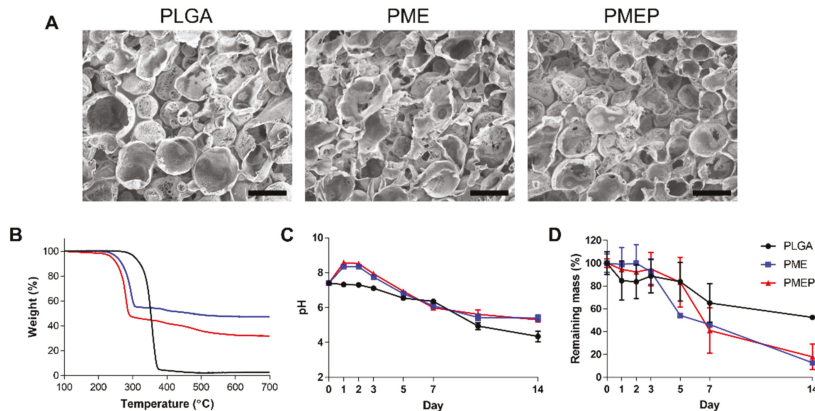 PLGA PME PMEP
A
B C D
100
80
60
40
20
0
Weight (%)
100 200 300 400 500 600 700
Temperature (°C)
10
8
6
4
2
pH
0 1 2 3 5 7 14
Day
120
100
80
60
40
20
0
Remaining mass (%)
0 1 2 3 5 7 14
Day
PLGA
PME
PMEP